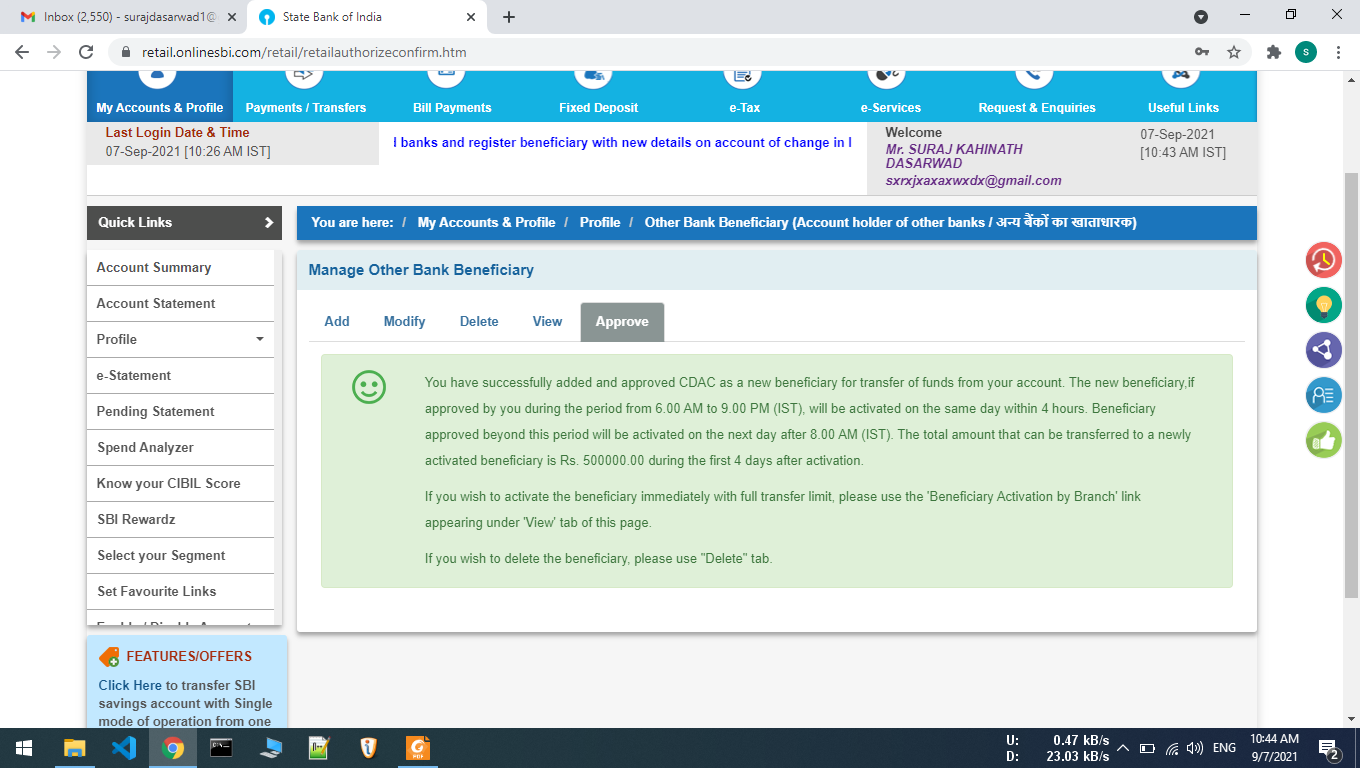 Inbox (2,550) - surajdasarwad1@
State Bank of India
retail.onlinesbi.com/retail/retailauthorizeconfirm.htm
S
My Accounts & Profile
Payments / Transfers
Bill Payments
Fixed Deposit
e-Tax
e-Services
Request & Enquiries
Useful Links
Last Login Date & Time
07-Sep-2021 [10:26 AM IST]
banks and register beneficiary with new details on account of change in
Welcome
Mr. SURAJ KAHINATH
DASARWAD
sxrxjxaxaxwxdx@gmail.com
07-Sep-2021
[10:43 AM IST]
Quick Links
You are here: / My Accounts & Profile / Profile / Other Bank Beneficiary (Account holder of other banks / अन्य बैंकों का खाताधारक)
Account Summary
Account Statement
Profile
e-Statement
Pending Statement
Spend Analyzer
Know your CIBIL Score
SBI Rewardz
Select your Segment
Set Favourite Links
Manage Other Bank Beneficiary
Add
Modify
Delete
View
Approve
You have successfully added and approved CDAC as a new beneficiary for transfer of funds from your account. The new beneficiary,if
approved by you during the period from 6.00 AM to 9.00 PM (IST), will be activated on the same day within 4 hours. Beneficiary
approved beyond this period will be activated on the next day after 8.00 AM (IST). The total amount that can be transferred to a newly
activated beneficiary is Rs. 500000.00 during the first 4 days after activation.
If you wish to activate the beneficiary immediately with full transfer limit, please use the 'Beneficiary Activation by Branch' link
appearing under 'View' tab of this page.
If you wish to delete the beneficiary, please use "Delete" tab.
FEATURES/OFFERS
Click Here to transfer SBI
savings account with Single
mode of operation from one
U: 0.47 kB/s
D: 23.03 kB/s
ENG
10:44 AM
9/7/2021
2